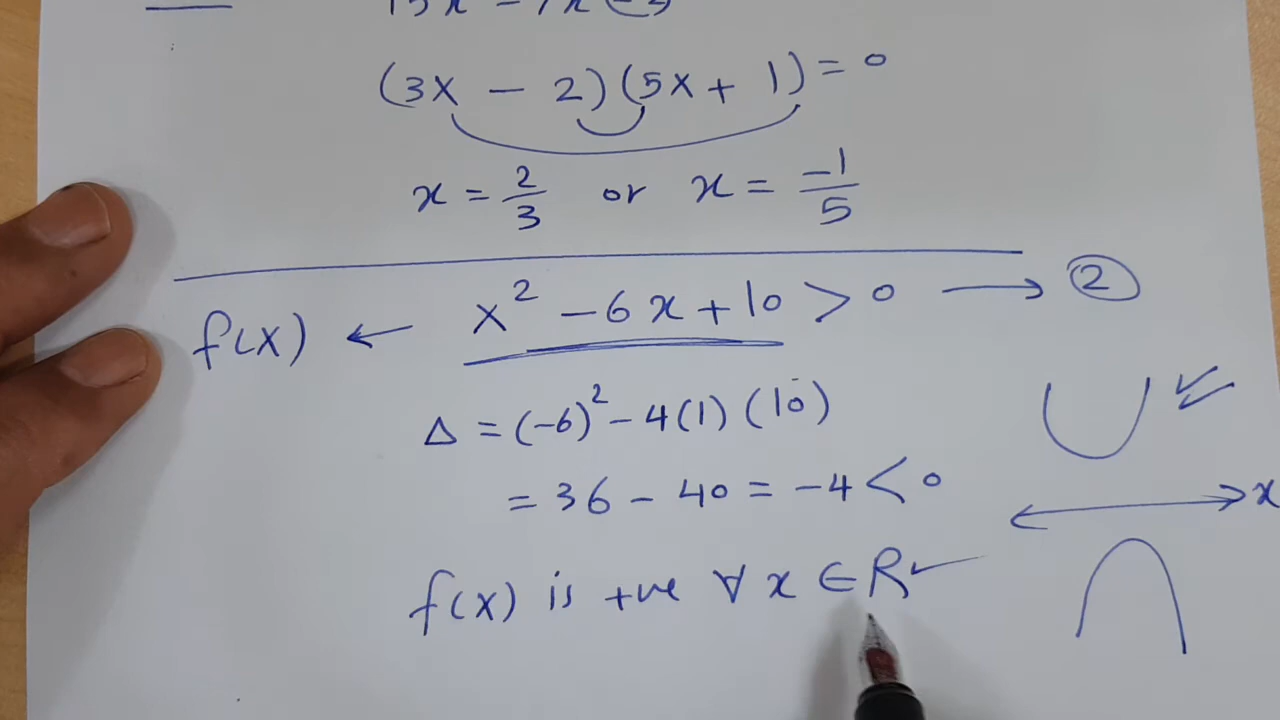 (3x - 2)(5x + 1) = 0
x = 2/3 or x = -1/5
f(x) ← x² - 6x + 10 > 0 → ②
Δ = (-6)² - 4(1)(10)
= 36 - 40 = -4 < 0
x
f(x) is +ve ∀ x ∈ R ✓